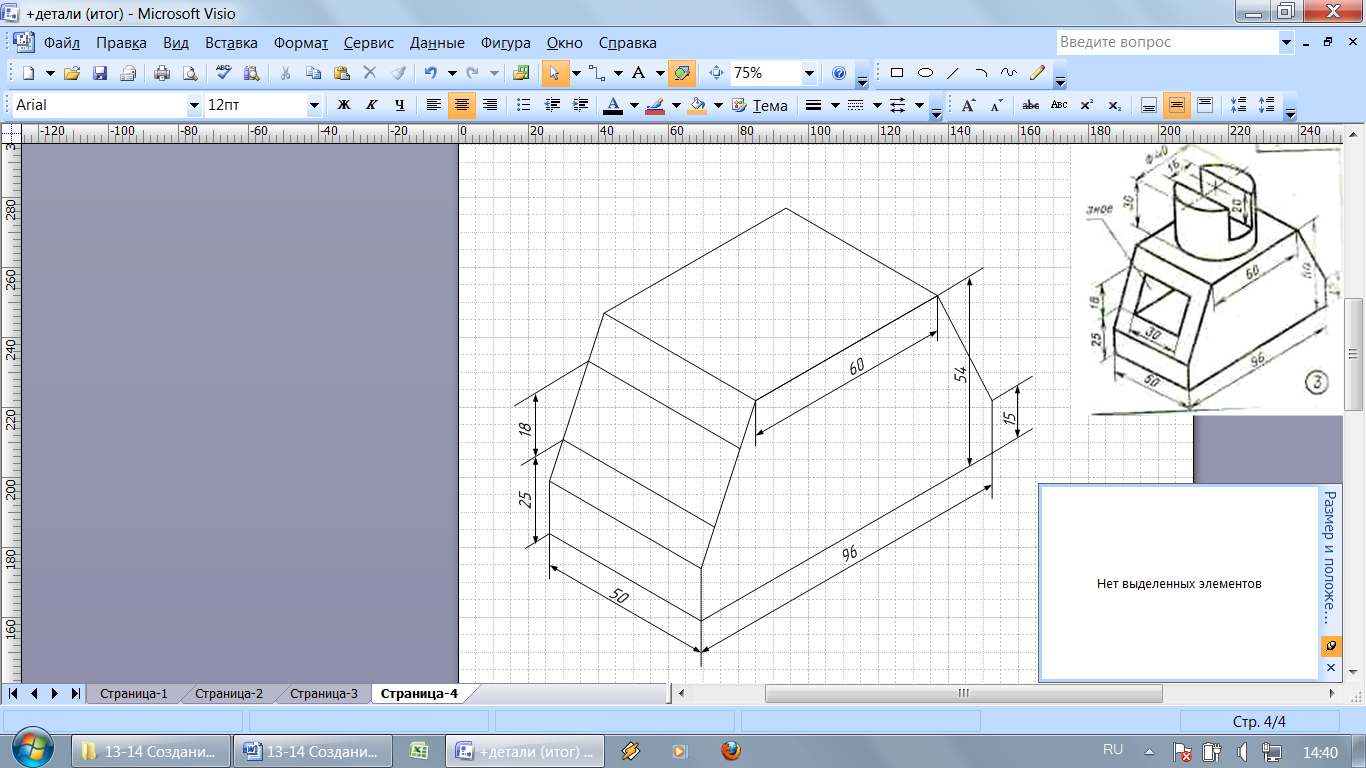 +детали (итог) - Microsoft Visio
Файл Правка Вид Вставка Формат Сервис Данные Фигура Окно Справка
Введите вопрос
75%
Arial 12пт Ж К Ч Тема
-120 -100 -80 -60 -40 -20 0 20 40 60 80 100 120 140 160 180 200 220 240
280
260
240
220
200
180
160
60
54
18
15
25
96
50
Ф40
16
30
20
зное
60
18
30
25
50
96
3
Размер и положе...
Нет выделенных элементов
Страница-1 Страница-2 Страница-3 Страница-4
Стр. 4/4
13-14 Создани... 13-14 Создани... +детали (итог) ...
RU 14:40